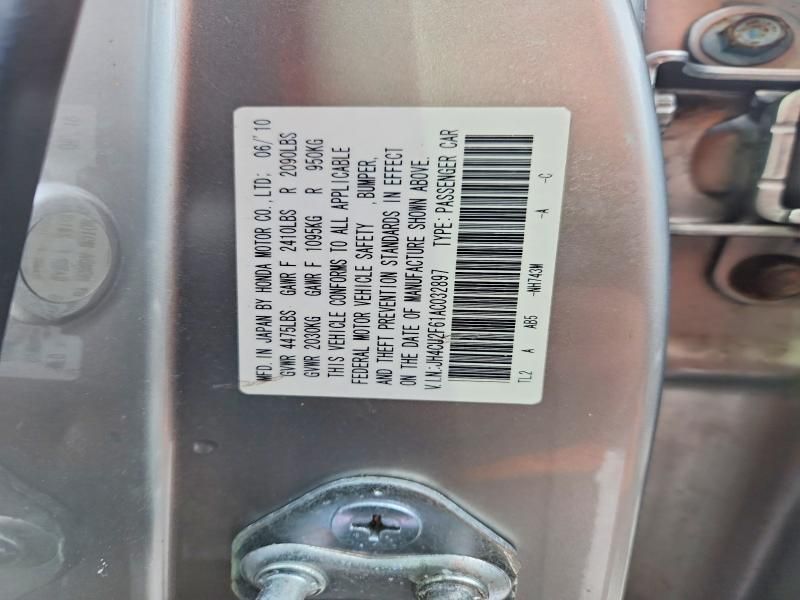 MFD. IN JAPAN BY HONDA MOTOR CO., LTD; 06/'10
GVWR 4475LBS GAWR F 2410LBS R 2090LBS
GVWR 2030KG GAWR F 1095KG R 950KG
THIS VEHICLE CONFORMS TO ALL APPLICABLE
FEDERAL MOTOR VEHICLE SAFETY ,BUMPER,
AND THEFT PREVENTION STANDARDS IN EFFECT
ON THE DATE OF MANUFACTURE SHOWN ABOVE.
V.I.N.:JH4CU2F61AC032897 TYPE: PASSENGER CAR
TL2 A AB5 -NH743M -A -C